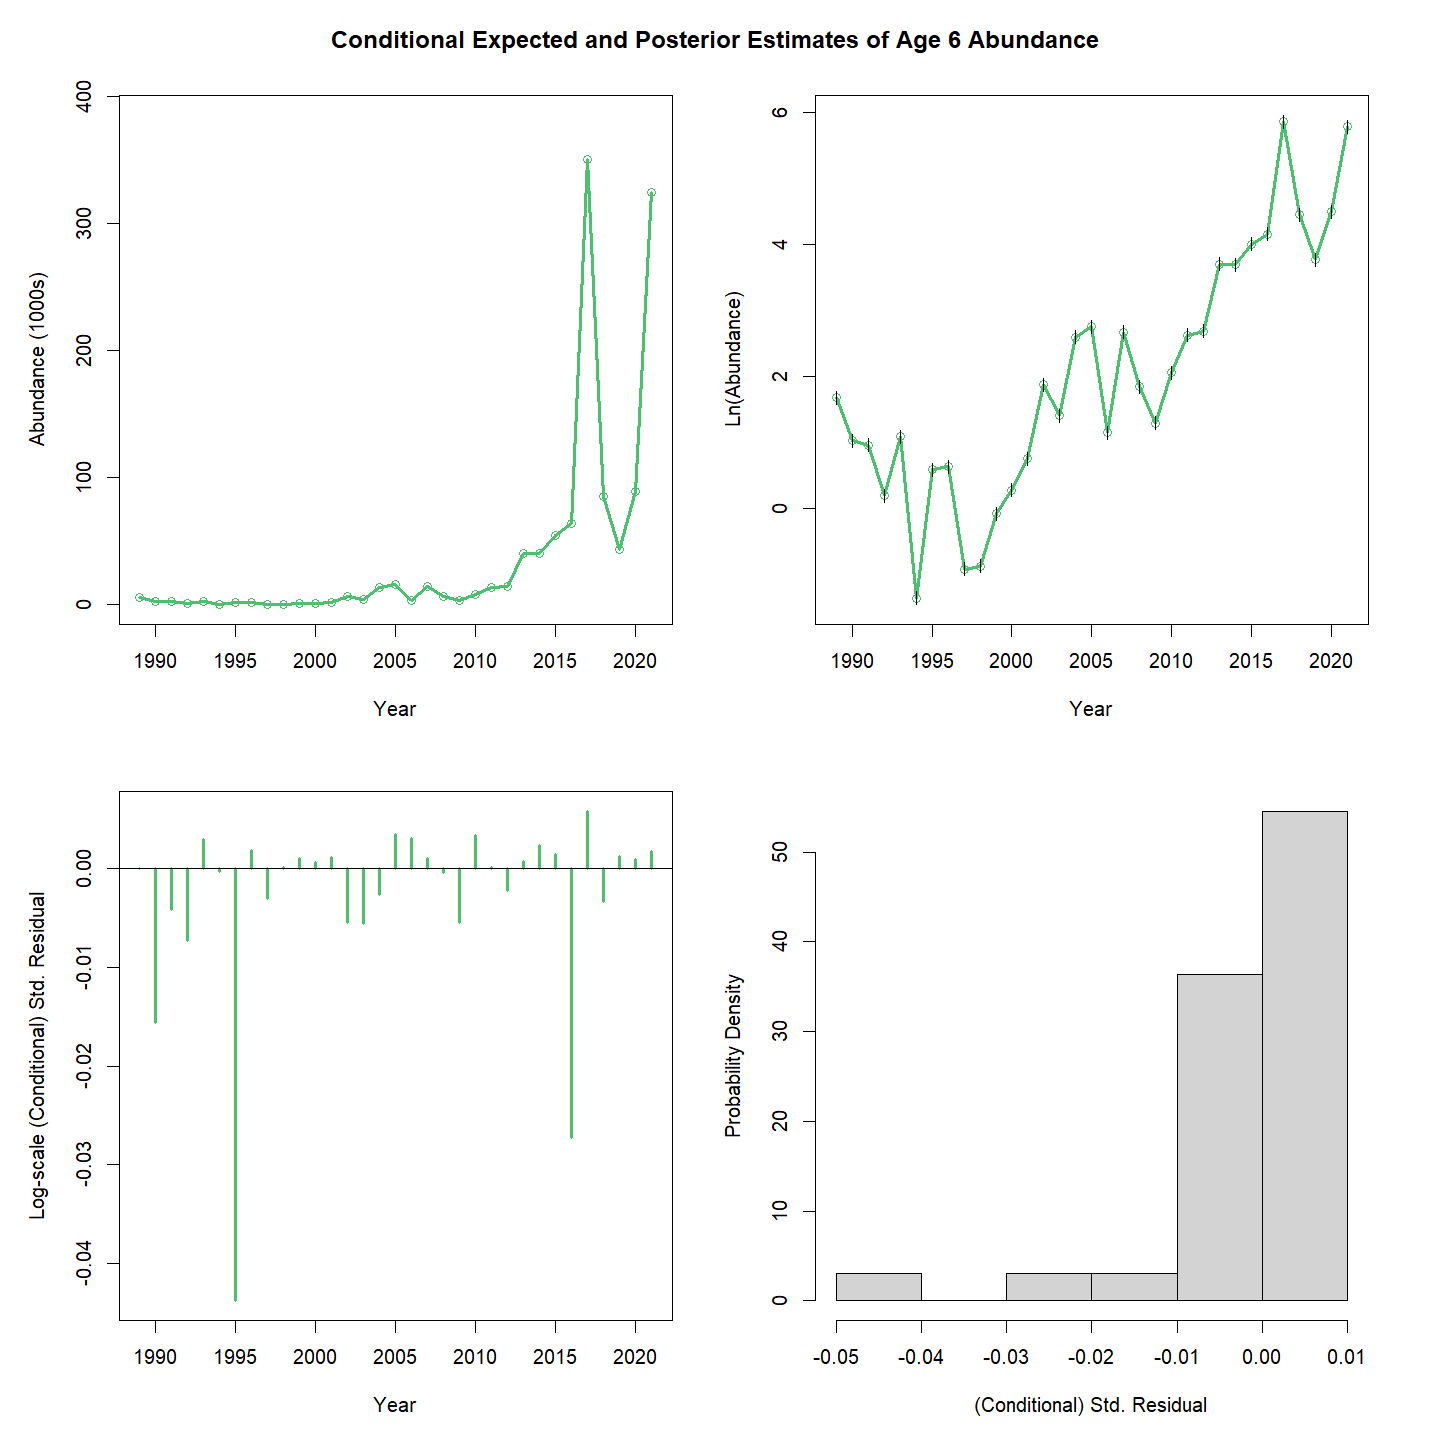 Conditional Expected and Posterior Estimates of Age 6 Abundance
Abundance (1000s)
400
300
200
100
0
1990 1995 2000 2005 2010 2015 2020
Year
Ln(Abundance)
6
4
2
0
1990 1995 2000 2005 2010 2015 2020
Year
Log-scale (Conditional) Std. Residual
0.00
-0.01
-0.02
-0.03
-0.04
1990 1995 2000 2005 2010 2015 2020
Year
Probability Density
50
40
30
20
10
0
-0.05 -0.04 -0.03 -0.02 -0.01 0.00 0.01
(Conditional) Std. Residual